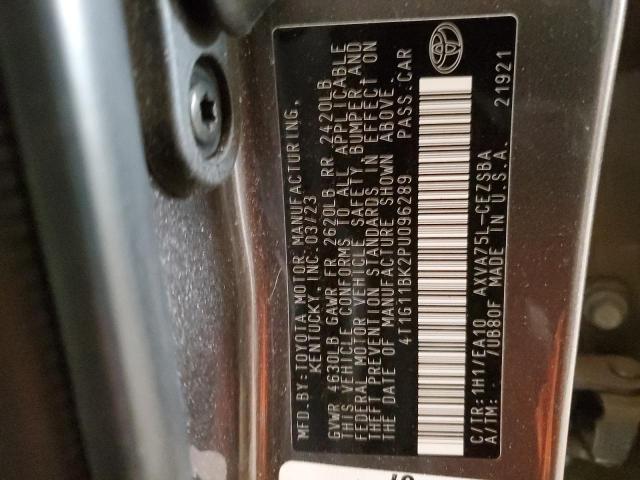 MFD. BY: TOYOTA MOTOR MANUFACTURING,
KENTUCKY, INC. 03/23
GVWR 4630LB GAWR FR 2620LB RR 2420LB
THIS VEHICLE CONFORMS TO ALL APPLICABLE
FEDERAL MOTOR VEHICLE SAFETY, BUMPER, AND
THEFT PREVENTION STANDARDS IN EFFECT ON
THE DATE OF MANUFACTURE SHOWN ABOVE.
4T1G11BK2PU096289 PASS. CAR
C/TR: 1H1/EA10 AXVA75L-CEZSBA
A/TM: - /UB80F MADE IN U.S.A. 21921